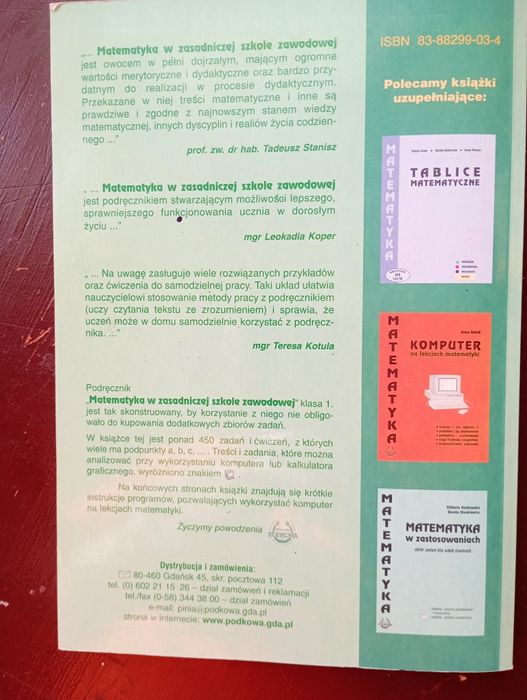 „... Matematyka w zasadniczej szkole zawodowej
jest owocem w pełni dojrzałym, mającym ogromne
wartości merytoryczne i dydaktyczne oraz bardzo przy-
datnym do realizacji w procesie dydaktycznym.
Przekazane w niej treści matematyczne i inne są
prawdziwe i zgodne z najnowszym stanem wiedzy
matematycznej, innych dyscyplin i realiów życia codzien-
nego ..."
prof. zw. dr hab. Tadeusz Stanisz
„ ... Matematyka w zasadniczej szkole zawodowej
jest podręcznikiem stwarzającym możliwości lepszego,
sprawniejszego funkcjonowania ucznia w dorosłym
życiu ..."
mgr Leokadia Koper
„ ... Na uwagę zasługuje wiele rozwiązanych przykładów
oraz ćwiczenia do samodzielnej pracy. Taki układ ułatwia
nauczycielowi stosowanie metody pracy z podręcznikiem
(uczy czytania tekstu ze zrozumieniem) i sprawia, że
uczeń może w domu samodzielnie korzystać z podręcz-
nika. ..."
mgr Teresa Kotula
Podręcznik
„Matematyka w zasadniczej szkole zawodowej" klasa 1.
jest tak skonstruowany, by korzystanie z niego nie obligo-
wało do kupowania dodatkowych zbiorów zadań.
W książce tej jest ponad 450 zadań i ćwiczeń, z których
wiele ma podpunkty a, b, c, ... . Treści i zadania, które można
analizować przy wykorzystaniu komputera lub kalkulatora
graficznego, wyróżniono znakiem .
Na końcowych stronach książki znajdują się krótkie
instrukcje programów, pozwalających wykorzystać komputer
na lekcjach matematyki.
Życzymy powodzenia
PODKOWA
Dystrybucja i zamówienia:
80-460 Gdańsk 45, skr. pocztowa 112
tel. (0) 602 21 15 26 – dział zamówień i reklamacji
tel./fax (0-58) 344 38 00 – dział zamówień
e-mail: pinia@podkowa.gda.pl
strona w internecie: www.podkowa.gda.pl
ISBN 83-88299-03-4
Polecamy książki
uzupełniające:
MATEMATYKA
TABLICE
MATEMATYCZNE
MATEMATYKA
Anna Rybak
KOMPUTER
na lekcjach matematyki
MATEMATYKA
MATEMATYKA
w zastosowaniach
zbiór zadań dla szkół średnich